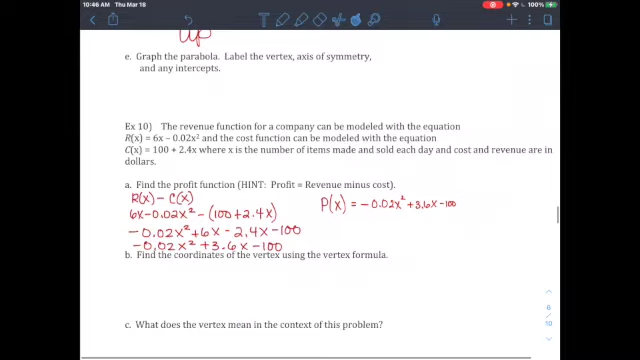 10:46 AM Thu Mar 18
100%
up
e. Graph the parabola. Label the vertex, axis of symmetry,
and any intercepts.
Ex 10) The revenue function for a company can be modeled with the equation
R(x) = 6x – 0.02x² and the cost function can be modeled with the equation
C(x) = 100 + 2.4x where x is the number of items made and sold each day and cost and revenue are in
dollars.
a. Find the profit function (HINT: Profit = Revenue minus cost).
R(x) - C(x)
6x - 0.02x² - (100 + 2.4x)
-0.02x² + 6x - 2.4x - 100
-0.02x² + 3.6x - 100
P(x) = -0.02x² + 3.6x - 100
b. Find the coordinates of the vertex using the vertex formula.
c. What does the vertex mean in the context of this problem?
6
/
10